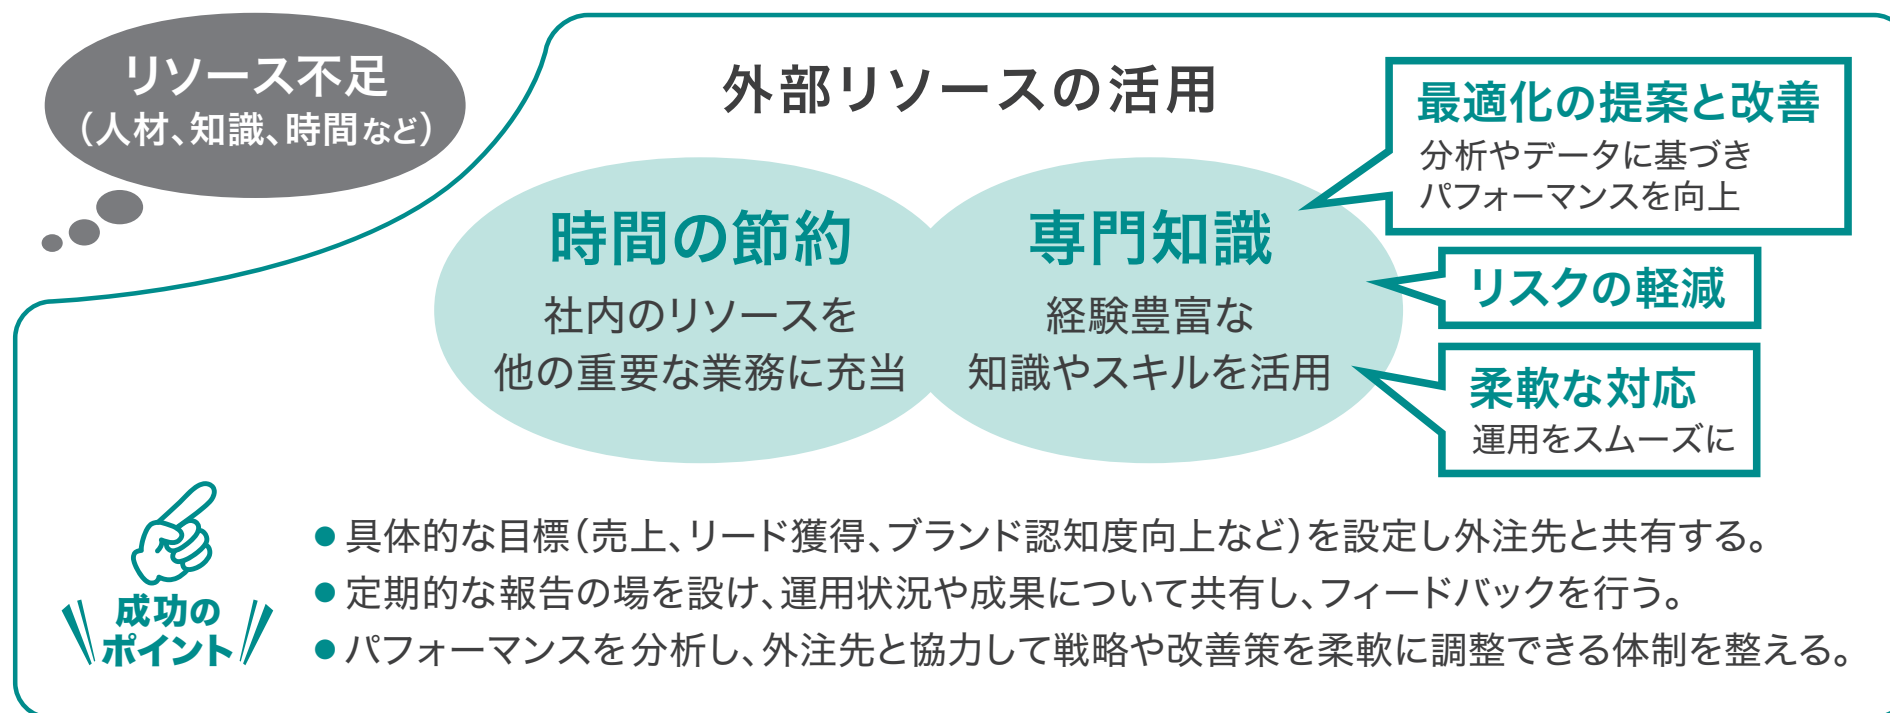 リソース不足
（人材、知識、時間など）
外部リソースの活用
時間の節約
社内のリソースを
他の重要な業務に充当
専門知識
経験豊富な
知識やスキルを活用
最適化の提案と改善
分析やデータに基づき
パフォーマンスを向上
リスクの軽減
柔軟な対応
運用をスムーズに
成功の
ポイント
●具体的な目標（売上、リード獲得、ブランド認知度向上など）を設定し外注先と共有する。
●定期的な報告の場を設け、運用状況や成果について共有し、フィードバックを行う。
●パフォーマンスを分析し、外注先と協力して戦略や改善策を柔軟に調整できる体制を整える。